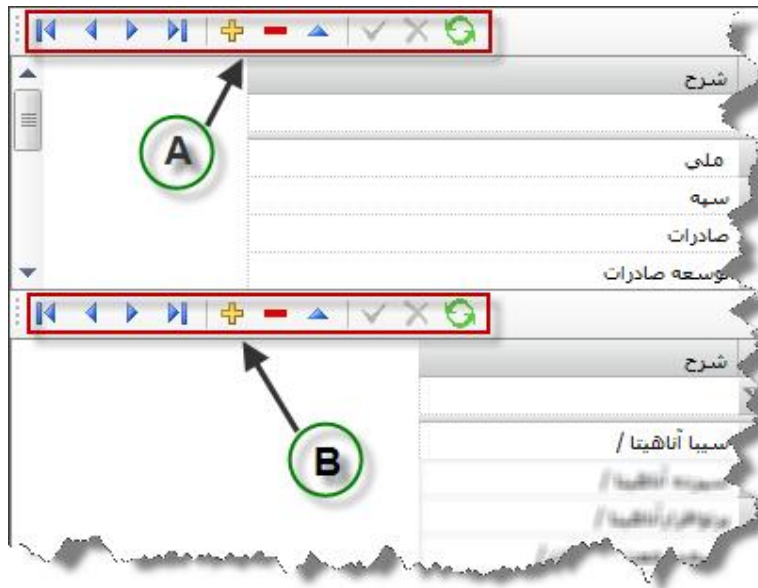 A
شرح
ملی
سپه
صادرات
توسعه صادرات
B
شرح
سیبا آناهیتا /